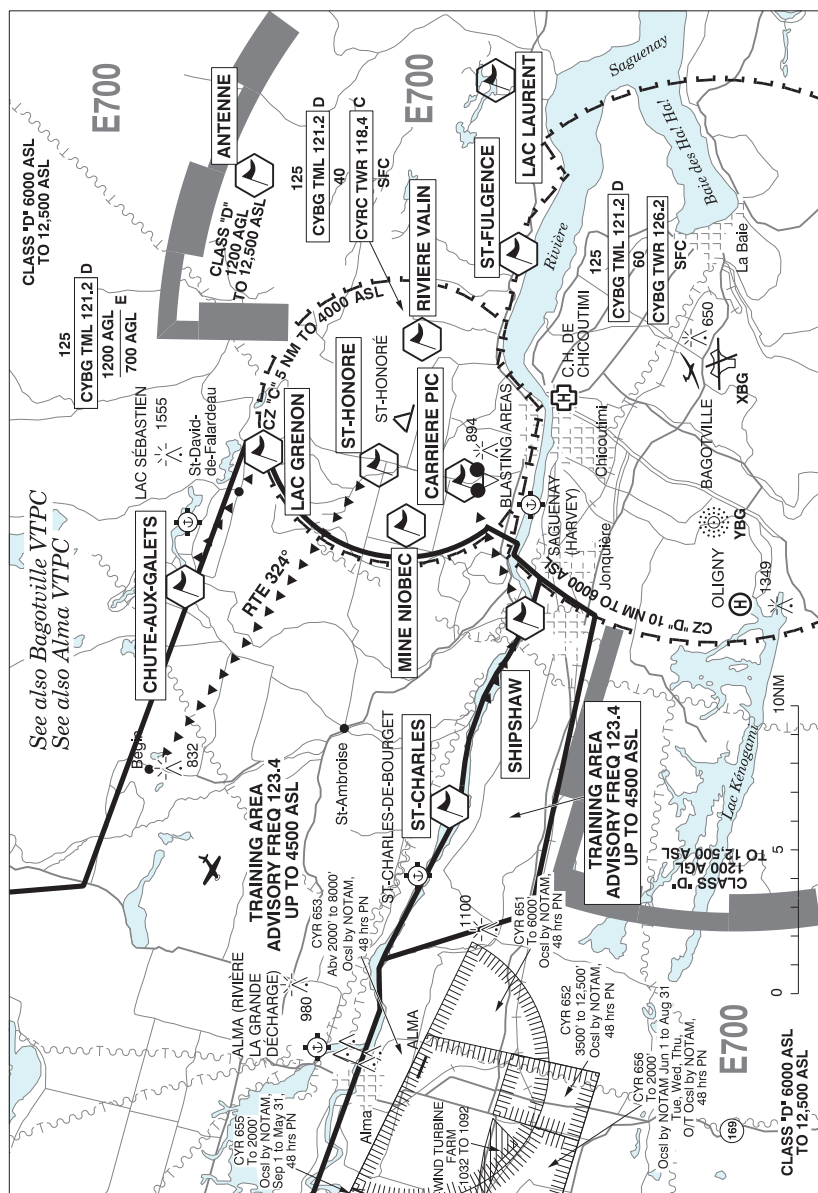 See also Bagotville VTPC
See also Alma VTPC
CLASS "D" 6000 ASL
TO 12,500 ASL
E700
125
CYBG TML 121.2 D
1200 AGL E
700 AGL
ANTENNE
CLASS "D"
1200 AGL
TO 12,500 ASL
125
CYBG TML 121.2 D
40
CYRC TWR 118.4 C
SFC
E700
LAC SÉBASTIEN
1555
St-David-
de-Falardeau
CHUTE-AUX-GALETS
LAC GRENON
CZ "C" 5 NM TO 4000 ASL
RTE 324°
Bégin
832
ST-HONORE
ST-HONORÉ
RIVIERE VALIN
MINE NIOBEC
CARRIERE PIC
894
BLASTING AREAS
ST-FULGENCE
LAC LAURENT
Saguenay
Rivière
Baie des Ha! Ha!
La Baie
125
CYBG TML 121.2 D
60
CYBG TWR 126.2
SFC
C.H. DE
CHICOUTIMI
H
Chicoutimi
SAGUENAY
(HARVEY)
Jonquière
CZ "D" 10 NM TO 6000 ASL
650
BAGOTVILLE
XBG
YBG
OLIGNY
H
1349
Lac Kénogami
10NM
5
0
SHIPSHAW
ST-CHARLES
St-Ambroise
ST-CHARLES-DE-BOURGET
TRAINING AREA
ADVISORY FREQ 123.4
UP TO 4500 ASL
TRAINING AREA
ADVISORY FREQ 123.4
UP TO 4500 ASL
CLASS "D"
1200 AGL
TO 12,500 ASL
CYR 653
Abv 2000' to 8000'
Ocsl by NOTAM,
48 hrs PN
1100
CYR 651
To 6000'
Ocsl by NOTAM,
48 hrs PN
CYR 652
3500' to 12,500'
Ocsl by NOTAM,
48 hrs PN
CYR 656
To 2000'
Ocsl by NOTAM Jun 1 to Aug 31
Tue, Wed, Thu,
O/T Ocsl by NOTAM,
48 hrs PN
ALMA (RIVIÈRE
LA GRANDE
DÉCHARGE)
980
ALMA
Alma
CYR 655
To 2000'
Ocsl by NOTAM,
Sep 1 to May 31
48 hrs PN
WIND TURBINE
FARM
1032 TO 1092
169
E700
CLASS "D" 6000 ASL
TO 12,500 ASL